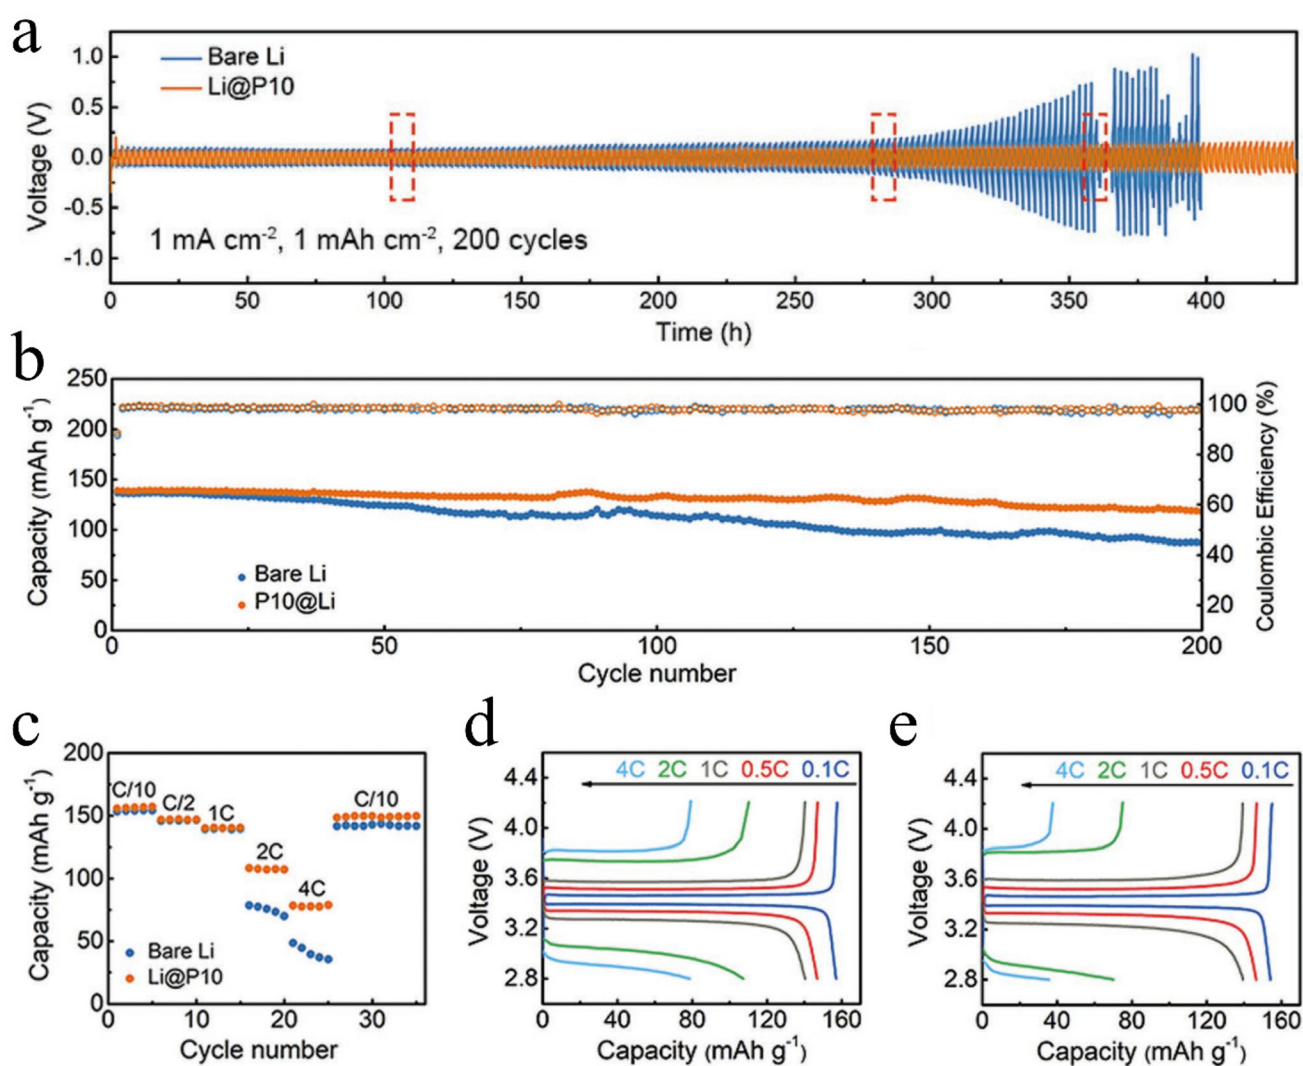 a
Bare Li
Li@P10
1.0
0.5
0.0
-0.5
-1.0
Voltage (V)
1 mA cm-2, 1 mAh cm-2, 200 cycles
0 50 100 150 200 250 300 350 400
Time (h)
b
250
200
150
100
50
0
Capacity (mAh g-1)
100
80
60
40
20
Coulombic Efficiency (%)
Bare Li
P10@Li
0 50 100 150 200
Cycle number
c
200
150
100
50
0
Capacity (mAh g-1)
C/10
C/2
1C
2C
4C
C/10
Bare Li
Li@P10
0 10 20 30
Cycle number
d
4.4
4.0
3.6
3.2
2.8
Voltage (V)
4C 2C 1C 0.5C 0.1C
0 40 80 120 160
Capacity (mAh g-1)
e
4.4
4.0
3.6
3.2
2.8
Voltage (V)
4C 2C 1C 0.5C 0.1C
0 40 80 120 160
Capacity (mAh g-1)